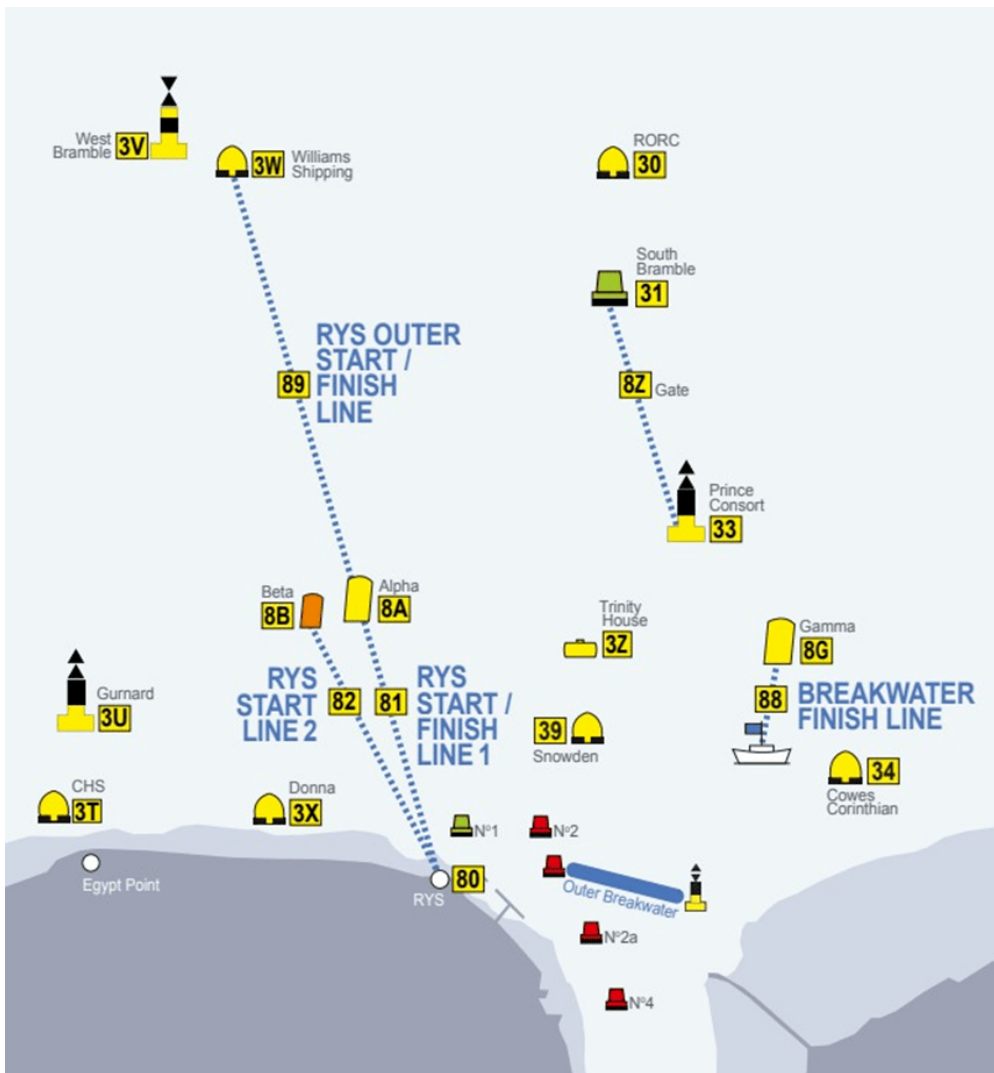 West
Bramble
3V
3W
Williams
Shipping
RORC
30
South
Bramble
31
RYS OUTER
START /
FINISH
LINE
89
8Z
Gate
Prince
Consort
33
Beta
8B
Alpha
8A
Trinity
House
3Z
Gamma
8G
Gurnard
3U
RYS
START
LINE 2
82
81
RYS
START /
FINISH
LINE 1
88
BREAKWATER
FINISH LINE
39
Snowden
34
Cowes
Corinthian
CHS
3T
Donna
3X
Nº1
Nº2
Egypt Point
RYS
80
Outer Breakwater
Nº2a
Nº4